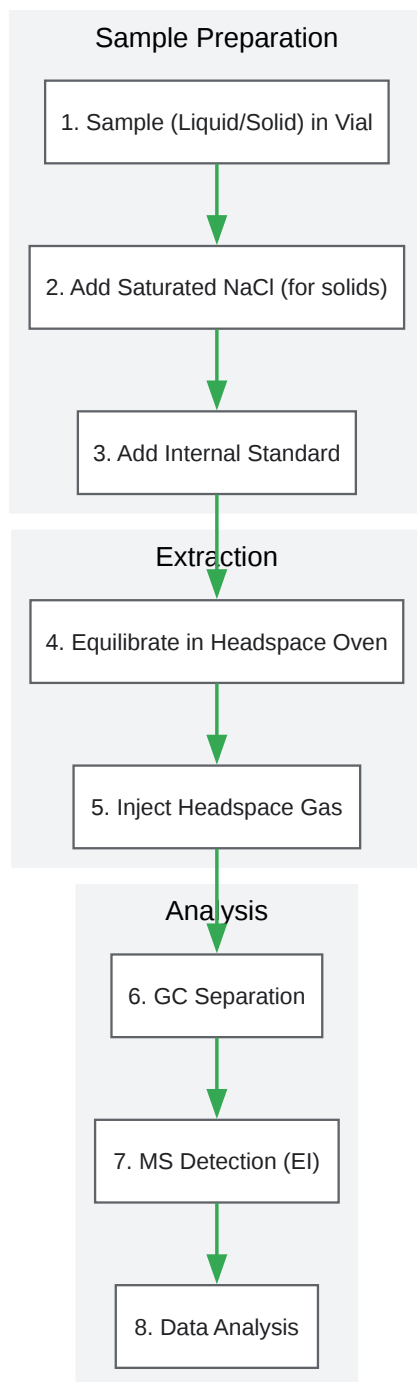 Sample Preparation
1. Sample (Liquid/Solid) in Vial
2. Add Saturated NaCl (for solids)
3. Add Internal Standard
Extraction
4. Equilibrate in Headspace Oven
5. Inject Headspace Gas
Analysis
6. GC Separation
7. MS Detection (EI)
8. Data Analysis